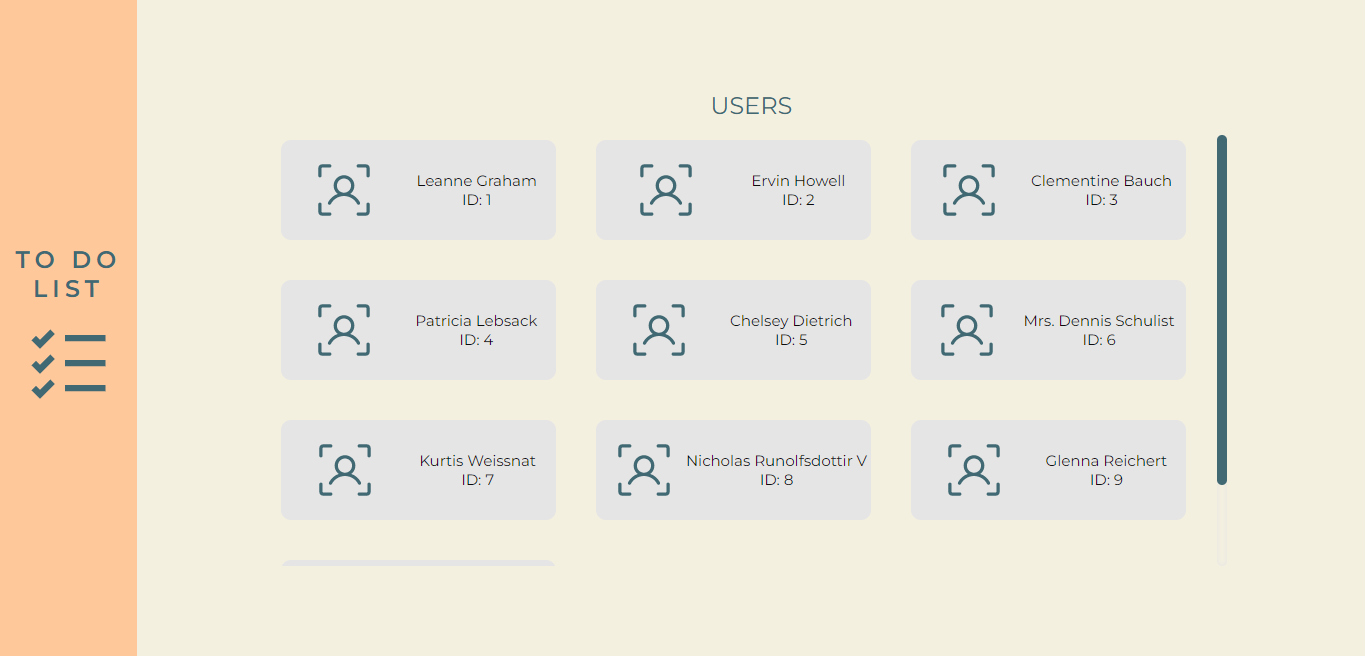 TO DO
LIST
USERS
Leanne Graham
ID: 1
Ervin Howell
ID: 2
Clementine Bauch
ID: 3
Patricia Lebsack
ID: 4
Chelsey Dietrich
ID: 5
Mrs. Dennis Schulist
ID: 6
Kurtis Weissnat
ID: 7
Nicholas Runolfsdottir V
ID: 8
Glenna Reichert
ID: 9